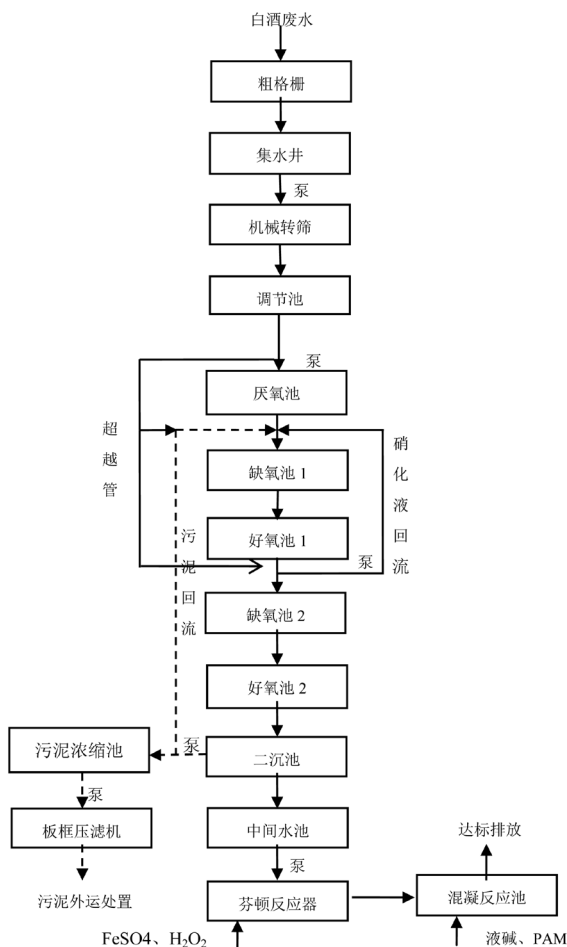 白酒废水
粗格栅
集水井
泵
机械转筛
调节池
泵
厌氧池
超越管
硝化液回流
缺氧池 1
好氧池 1
污泥回流
泵
缺氧池 2
好氧池 2
污泥浓缩池
泵
二沉池
泵
板框压滤机
中间水池
达标排放
泵
污泥外运处置
芬顿反应器
混凝反应池
FeSO4、H₂O₂
液碱、PAM